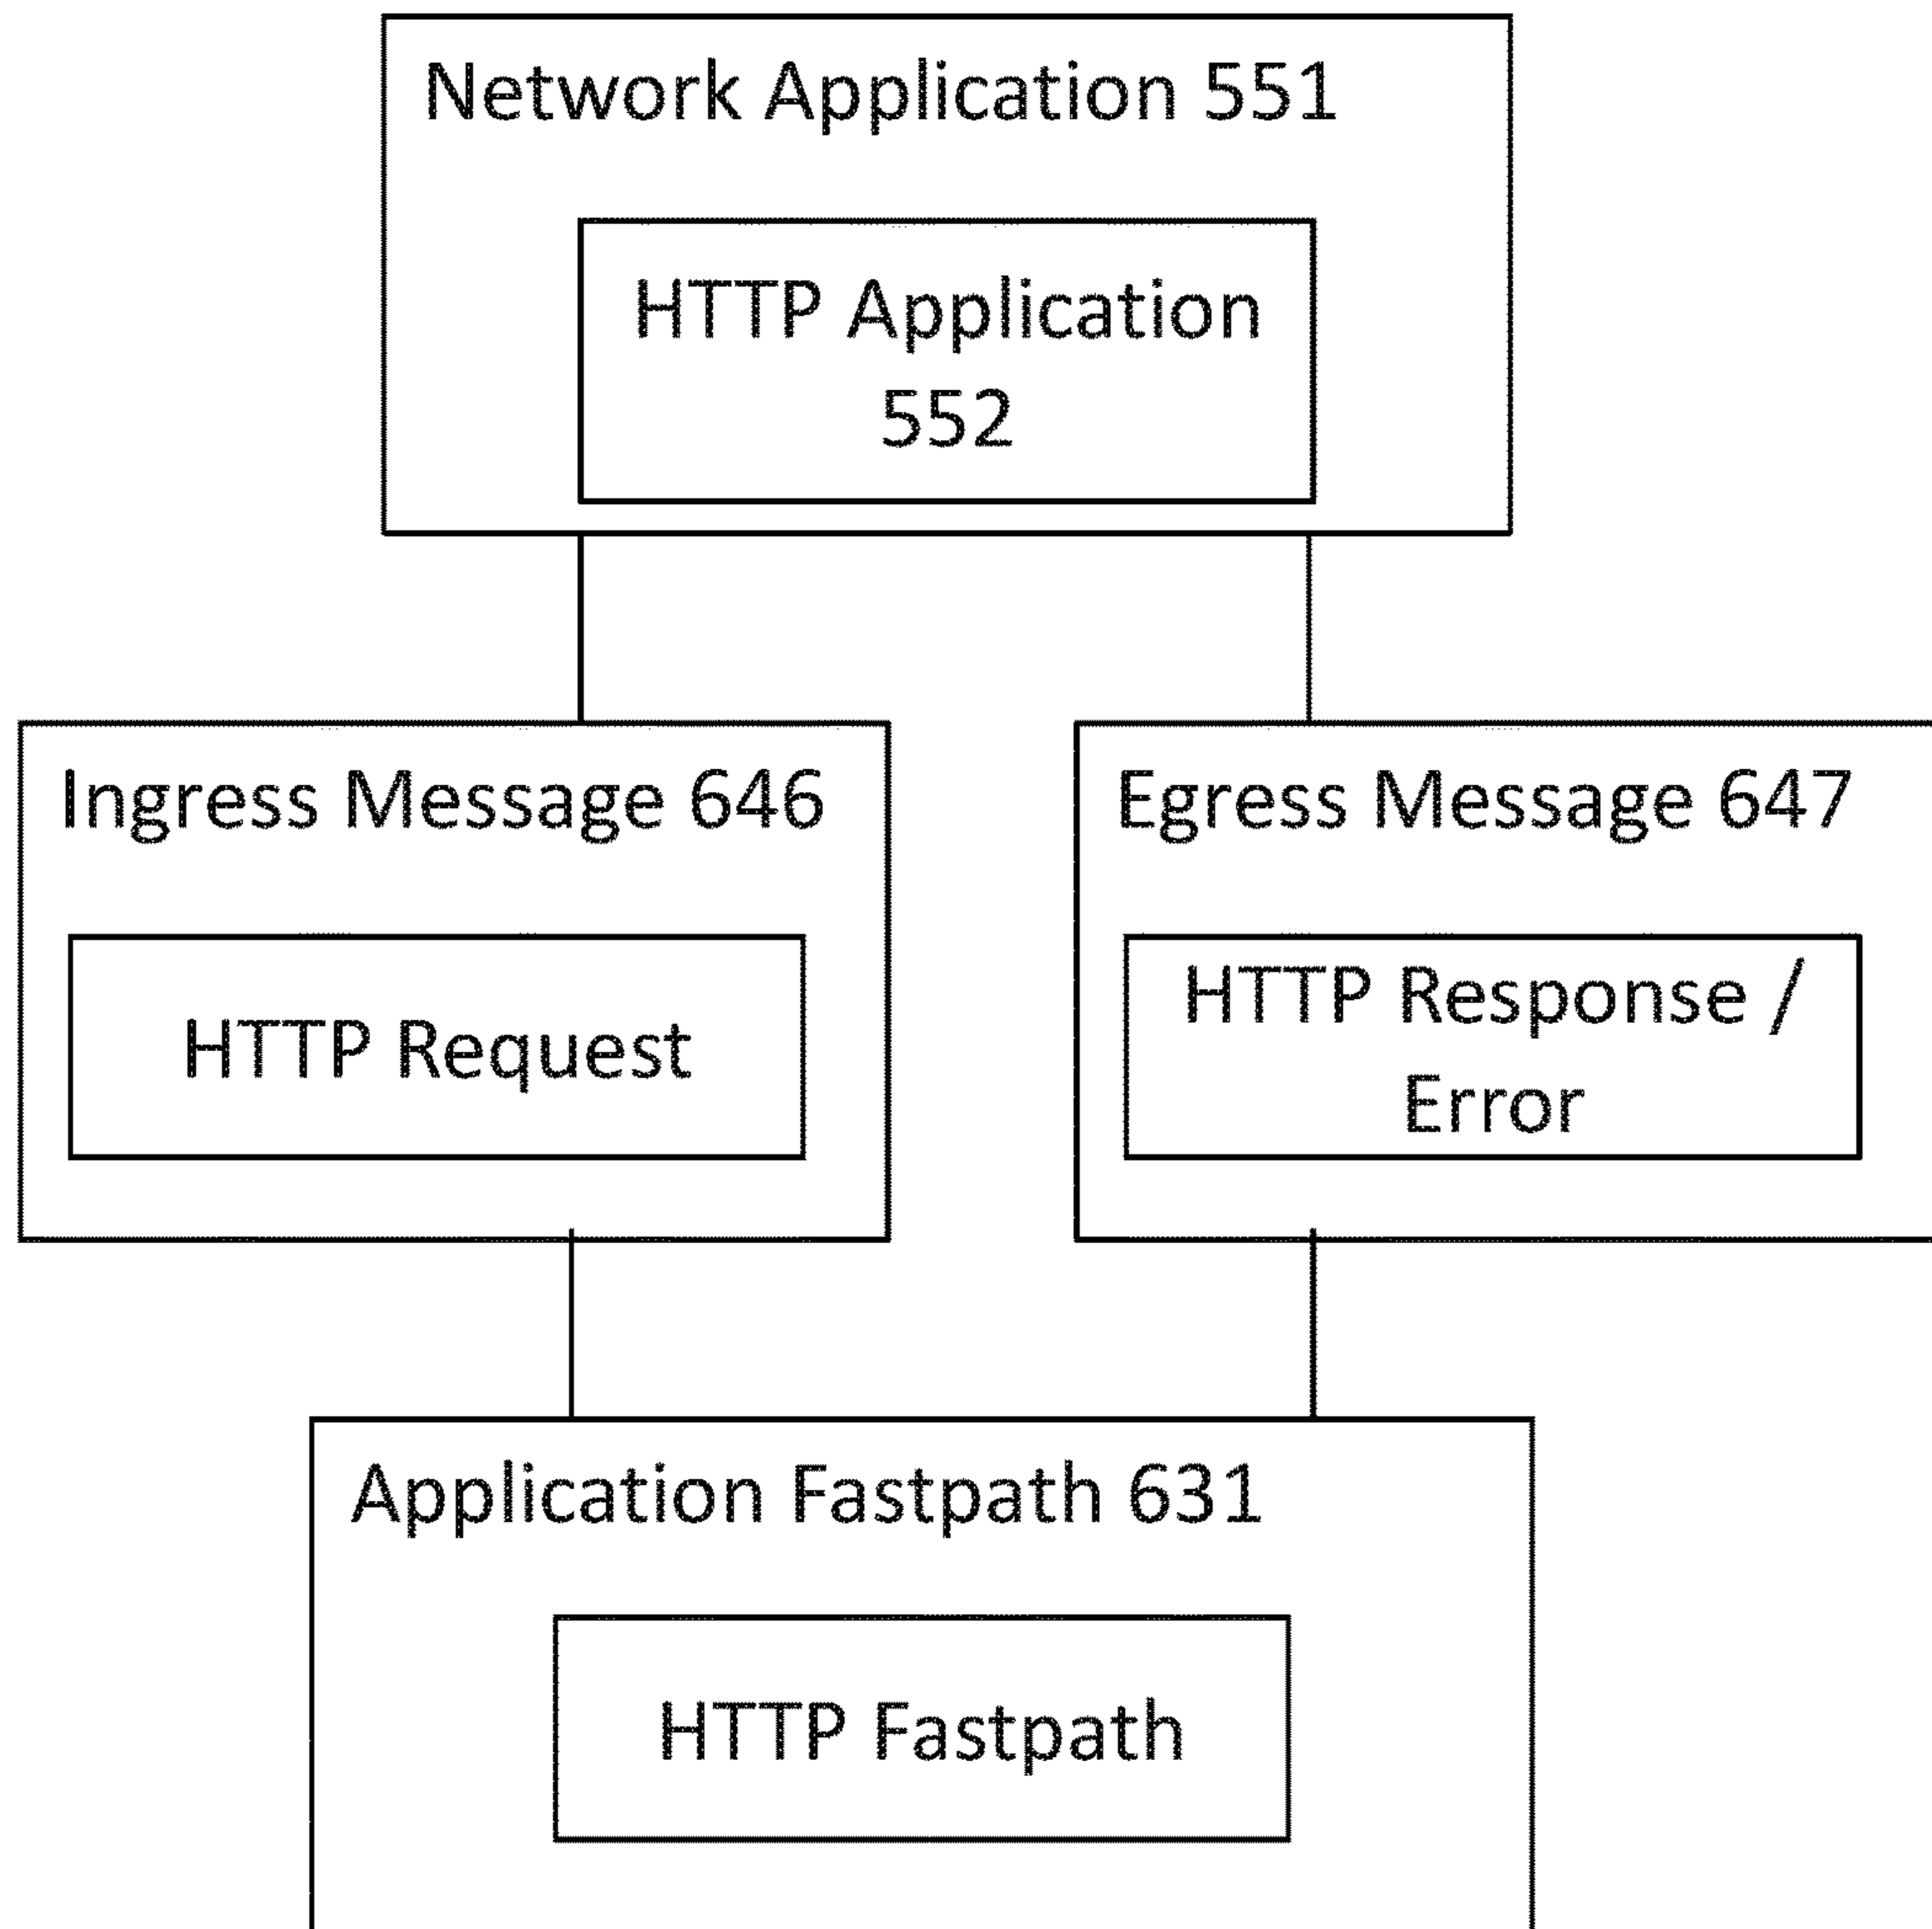 Network Application 551
HTTP Application
552
Ingress Message 646
HTTP Request
Egress Message 647
HTTP Response /
Error
Application Fastpath 631
HTTP Fastpath